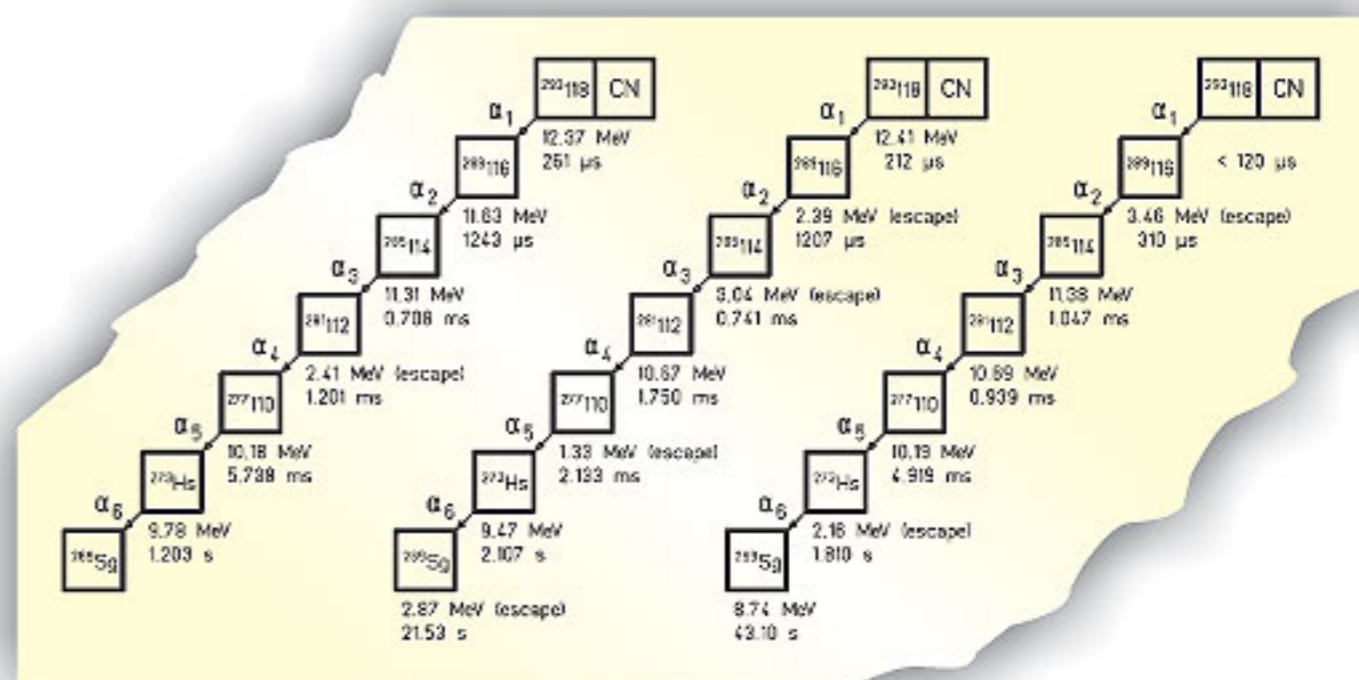 ²⁹³118 CN
α₁
12.37 MeV
261 µs
²⁸⁹116
α₂
11.63 MeV
1243 µs
²⁸⁵114
α₃
11.31 MeV
0.708 ms
²⁸¹112
α₄
2.41 MeV (escape)
1.201 ms
²⁷⁷110
α₅
10.18 MeV
5.738 ms
²⁷³Hs
α₆
9.78 MeV
1.203 s
²⁶⁹Sg
²⁹³118 CN
α₁
12.41 MeV
212 µs
²⁸⁹116
α₂
2.39 MeV (escape)
1207 µs
²⁸⁵114
α₃
3.04 MeV (escape)
0.741 ms
²⁸¹112
α₄
10.67 MeV
1.750 ms
²⁷⁷110
α₅
1.33 MeV (escape)
2.133 ms
²⁷³Hs
α₆
9.47 MeV
2.107 s
²⁶⁹Sg
2.87 MeV (escape)
21.53 s
²⁹³118 CN
α₁
< 120 µs
²⁸⁹116
α₂
3.46 MeV (escape)
310 µs
²⁸⁵114
α₃
11.38 MeV
1.047 ms
²⁸¹112
α₄
10.69 MeV
0.939 ms
²⁷⁷110
α₅
10.19 MeV
4.919 ms
²⁷³Hs
α₆
2.16 MeV (escape)
1.810 s
²⁶⁹Sg
8.74 MeV
43.10 s